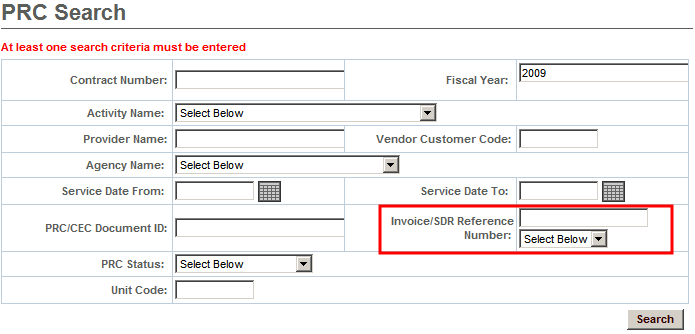 PRC Search
At least one search criteria must be entered
Contract Number: Fiscal Year: 2009
Activity Name: Select Below
Provider Name: Vendor Customer Code:
Agency Name: Select Below
Service Date From: Service Date To:
PRC/CEC Document ID: Invoice/SDR Reference
Number: Select Below
PRC Status: Select Below
Unit Code:
Search